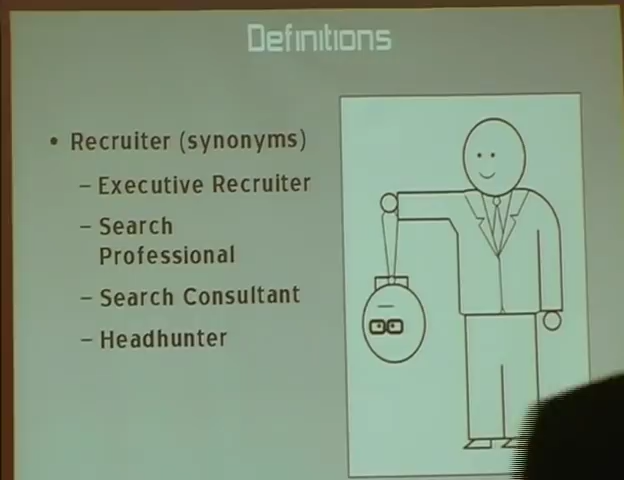 Definitions
• Recruiter (synonyms)
– Executive Recruiter
– Search
Professional
– Search Consultant
– Headhunter